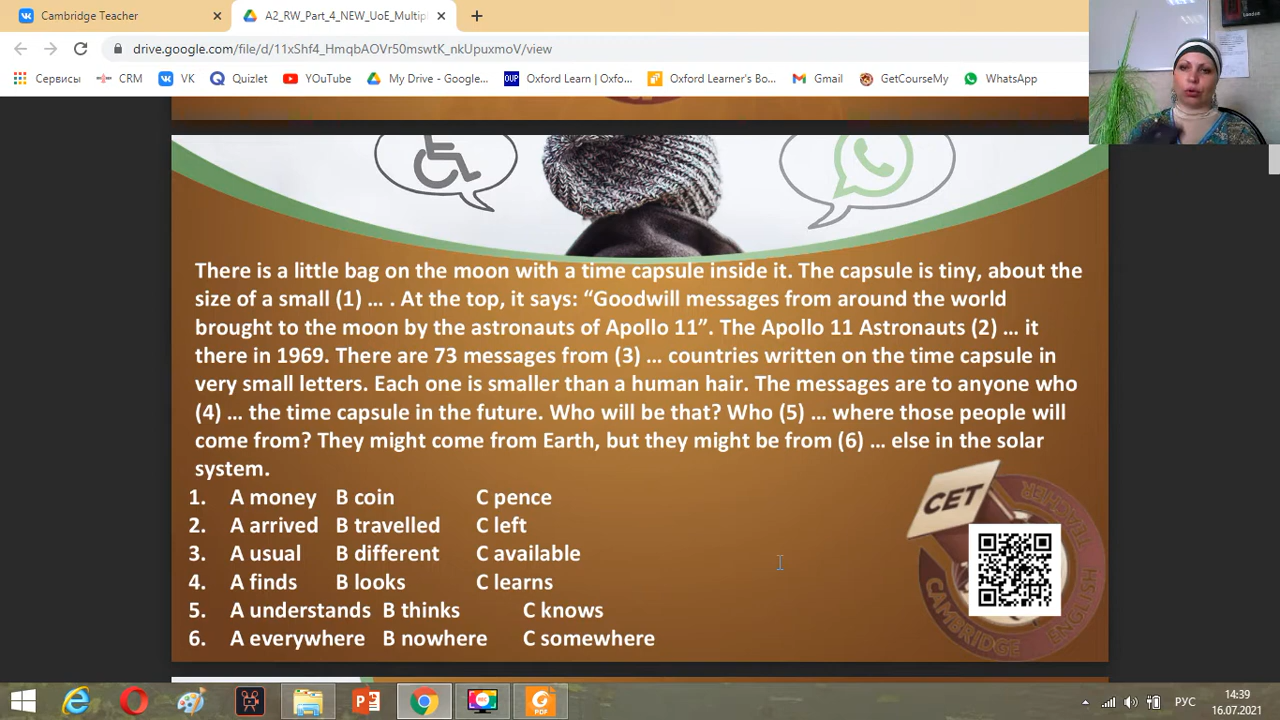 Cambridge Teacher
A2_RW_Part_4_NEW_UoE_Multipl
drive.google.com/file/d/11xShf4_HmqbAOVr50mswtK_nkUpuxmoV/view
Сервисы CRM VK Quizlet YouTube My Drive - Google... OUP Oxford Learn | Oxfo... Oxford Learner's Bo... Gmail GetCourseMy WhatsApp
There is a little bag on the moon with a time capsule inside it. The capsule is tiny, about the
size of a small (1) ... . At the top, it says: “Goodwill messages from around the world
brought to the moon by the astronauts of Apollo 11”. The Apollo 11 Astronauts (2) ... it
there in 1969. There are 73 messages from (3) ... countries written on the time capsule in
very small letters. Each one is smaller than a human hair. The messages are to anyone who
(4) ... the time capsule in the future. Who will be that? Who (5) ... where those people will
come from? They might come from Earth, but they might be from (6) ... else in the solar
system.
1. A money B coin C pence
2. A arrived B travelled C left
3. A usual B different C available
4. A finds B looks C learns
5. A understands B thinks C knows
6. A everywhere B nowhere C somewhere
CET
CAMBRIDGE ENGLISH TEACHER
РУС
14:39
16.07.2021